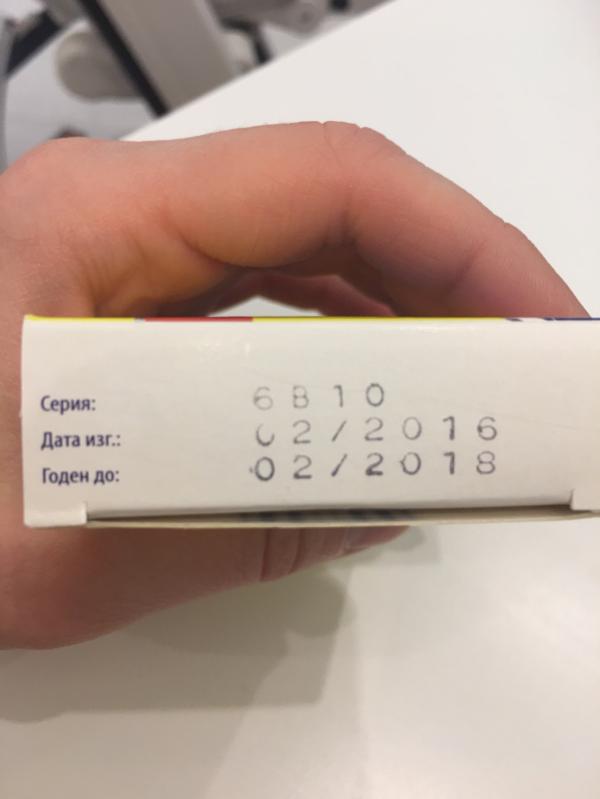 Серия: 6B10
Дата изг.: 02/2016
Годен до: 02/2018